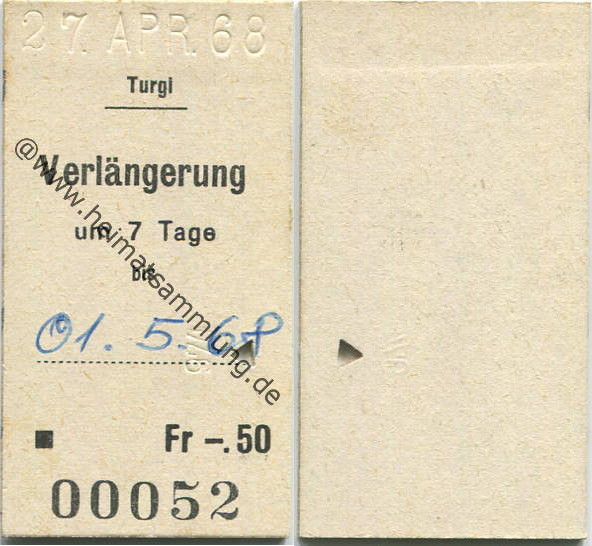 27. APR. 68
Turgi
Verlängerung
um 7 Tage
bis
01. 5. 68
Fr -.50
00052
@www.heimatsammlung.de